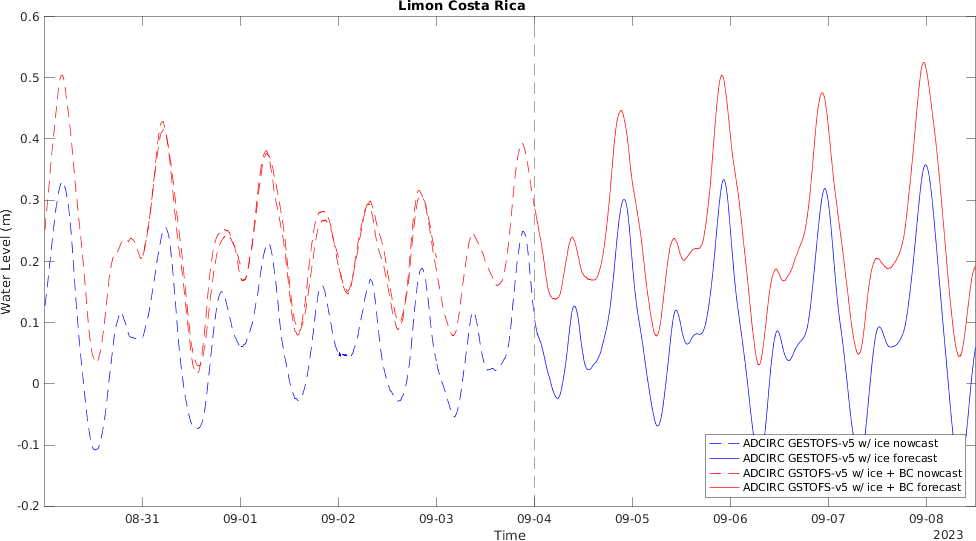 Limon Costa Rica
0.6
0.5
0.4
0.3
0.2
0.1
0
-0.1
-0.2
Water Level (m)
ADCIRC GESTOFS-v5 w/ ice nowcast
ADCIRC GESTOFS-v5 w/ ice forecast
ADCIRC GSTOFS-v5 w/ ice + BC nowcast
ADCIRC GSTOFS-v5 w/ ice + BC forecast
08-31 09-01 09-02 09-03 09-04 09-05 09-06 09-07 09-08
Time
2023